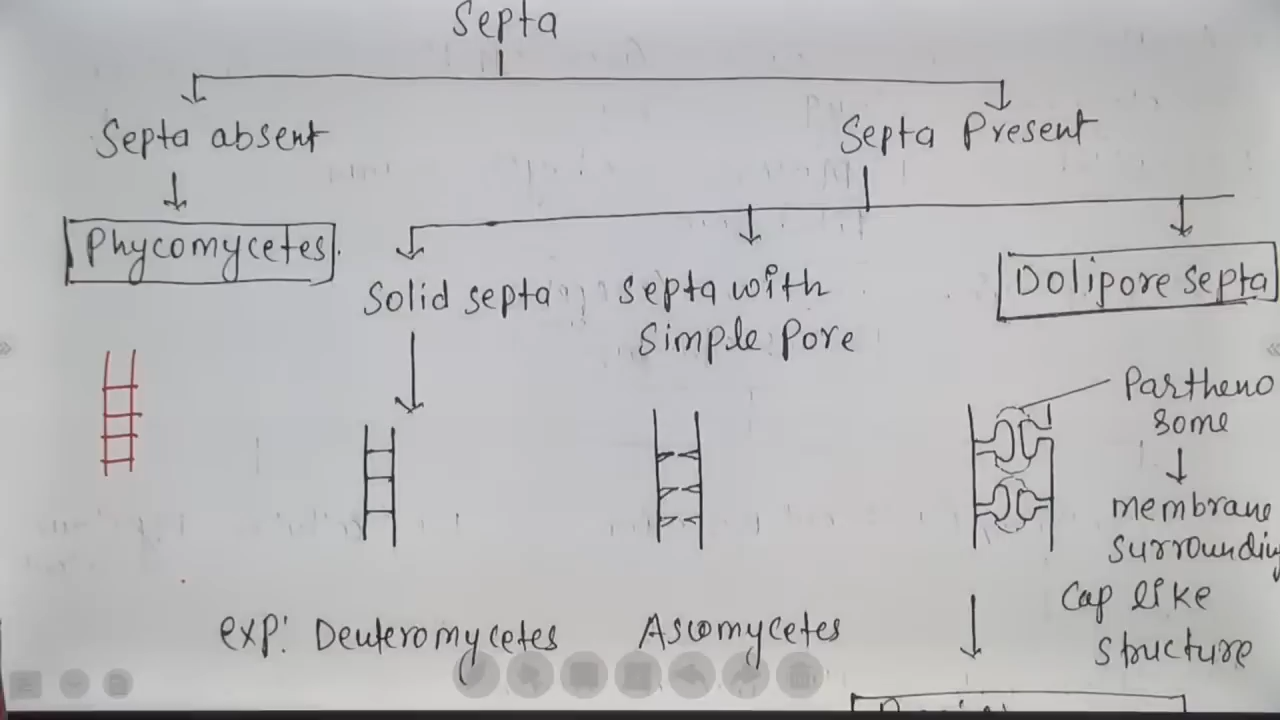 Septa
Septa absent
Septa Present
Phycomycetes.
Solid septa
Septa with
Simple Pore
Dolipore septa
Partheno
Some
membrane
surrounding
Cap like
structure
exp: Deuteromycetes
Ascomycetes